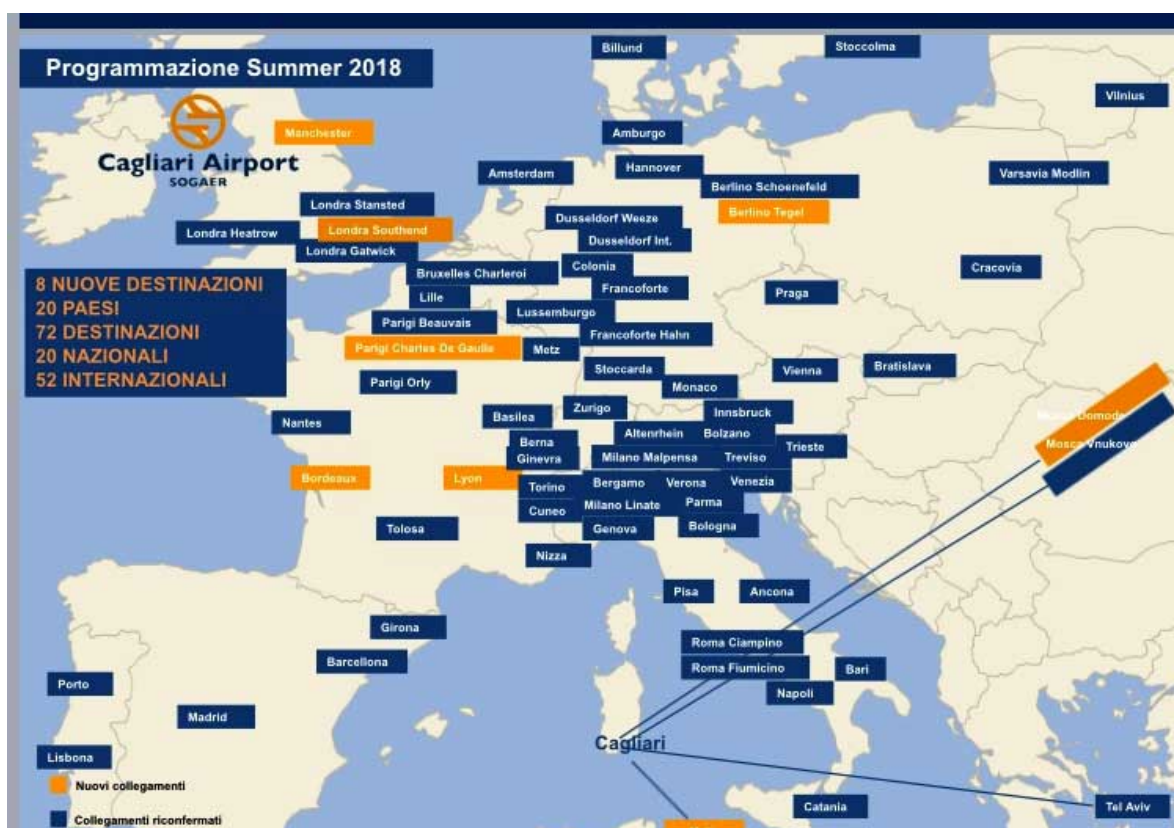 Programmazione Summer 2018
Cagliari Airport
SOGAER
8 NUOVE DESTINAZIONI
20 PAESI
72 DESTINAZIONI
20 NAZIONALI
52 INTERNAZIONALI
Billund
Stoccolma
Vilnius
Manchester
Amburgo
Amsterdam
Hannover
Varsavia Modlin
Berlino Schoenefeld
Londra Stansted
Berlino Tegel
Dusseldorf Weeze
Londra Heatrow
Londra Southend
Dusseldorf Int.
Londra Gatwick
Bruxelles Charleroi
Colonia
Cracovia
Francoforte
Lille
Praga
Lussemburgo
Parigi Beauvais
Francoforte Hahn
Parigi Charles De Gaulle
Metz
Stoccarda
Vienna
Bratislava
Parigi Orly
Monaco
Zurigo
Innsbruck
Basilea
Nantes
Altenrhein
Bolzano
Berna
Trieste
Mosca Vnukovo
Ginevra
Milano Malpensa
Treviso
Bordeaux
Lyon
Torino
Bergamo
Verona
Venezia
Cuneo
Milano Linate
Parma
Tolosa
Genova
Bologna
Nizza
Pisa
Ancona
Girona
Roma Ciampino
Barcellona
Roma Fiumicino
Bari
Porto
Napoli
Madrid
Cagliari
Lisbona
Nuovi collegamenti
Catania
Tel Aviv
Collegamenti riconfermati